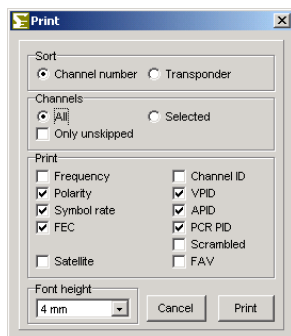 Print
Sort
Channel number Transponder
Channels
All Selected
Only unskipped
Print
Frequency Channel ID
Polarity VPID
Symbol rate APID
FEC PCR PID
Scrambled
Satellite FAV
Font height
4 mm Cancel Print